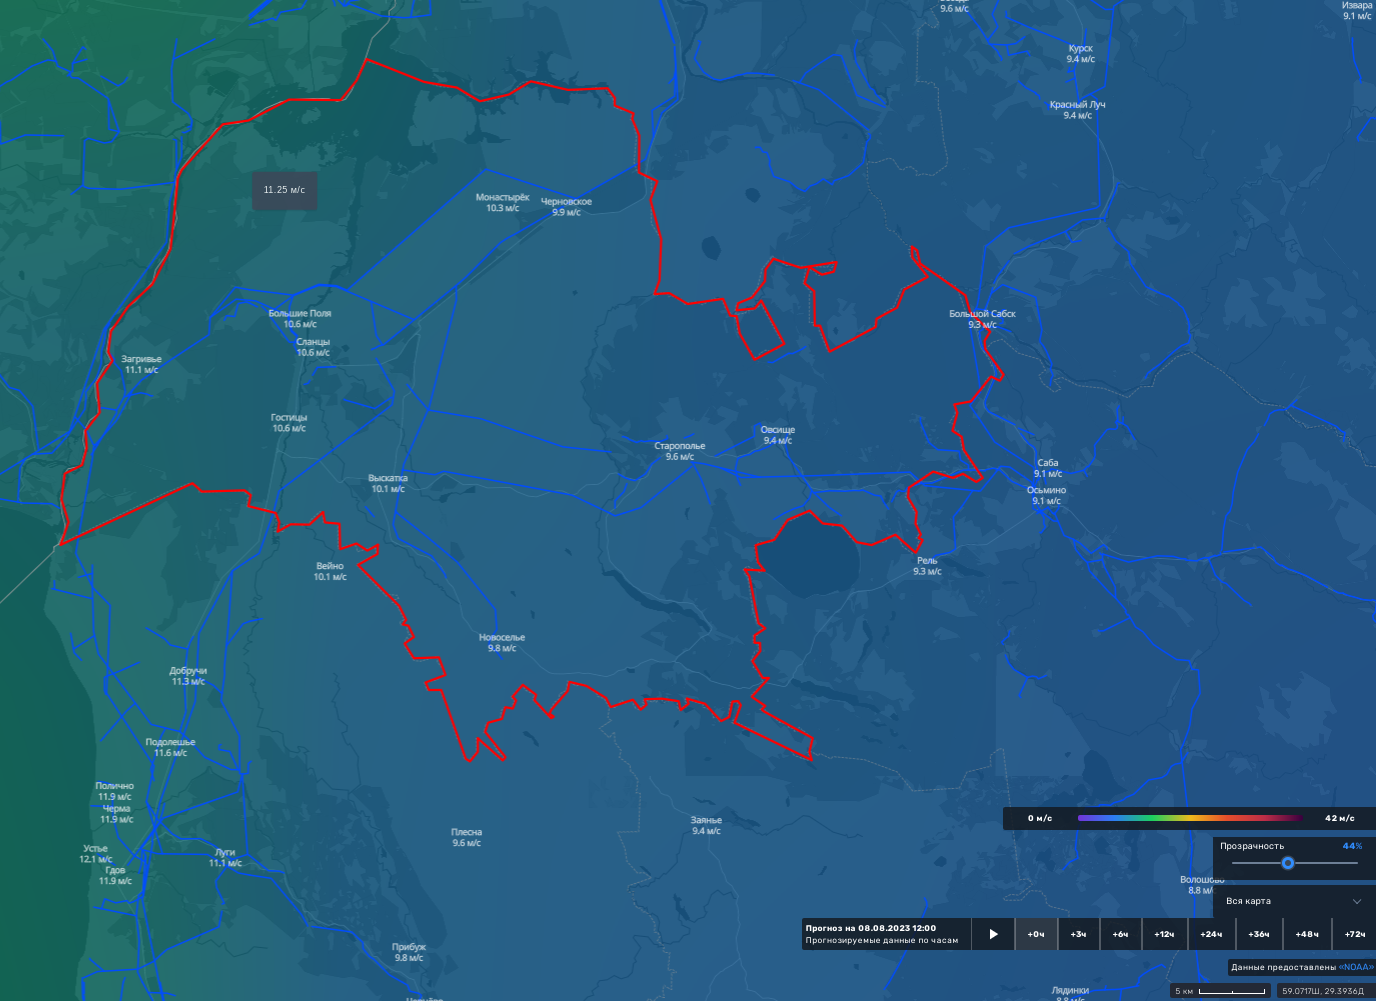 9.6 м/с
Извара
9.1 м/с
Курск
9.4 м/с
Красный Луч
9.4 м/с
11.25 м/с
Монастырёк
10.3 м/с
Черновское
9.9 м/с
Большие Поля
10.6 м/с
Большой Сабск
9.3 м/с
Сланцы
10.6 м/с
Загривье
11.1 м/с
Гостицы
10.6 м/с
Овсище
9.4 м/с
Старополье
9.6 м/с
Саба
9.1 м/с
Выскатка
10.1 м/с
Осьмино
9.1 м/с
Рель
9.3 м/с
Вейно
10.1 м/с
Новоселье
9.8 м/с
Добручи
11.3 м/с
Подолешье
11.6 м/с
Полично
11.9 м/с
Черма
11.9 м/с
Заянье
9.4 м/с
0 м/с
42 м/с
Плесна
9.6 м/с
Прозрачность 44%
Устье
12.1 м/с
Луги
11.1 м/с
Гдов
11.9 м/с
Волошово
8.8 м/с
Вся карта
Прогноз на 08.08.2023 12:00
Прогнозируемые данные по часам
+0ч +3ч +6ч +12ч +24ч +36ч +48ч +72ч
Прибуж
9.8 м/с
Данные предоставлены «NOAA»
Лядинки
5 км
59.0717Ш, 29.3936Д